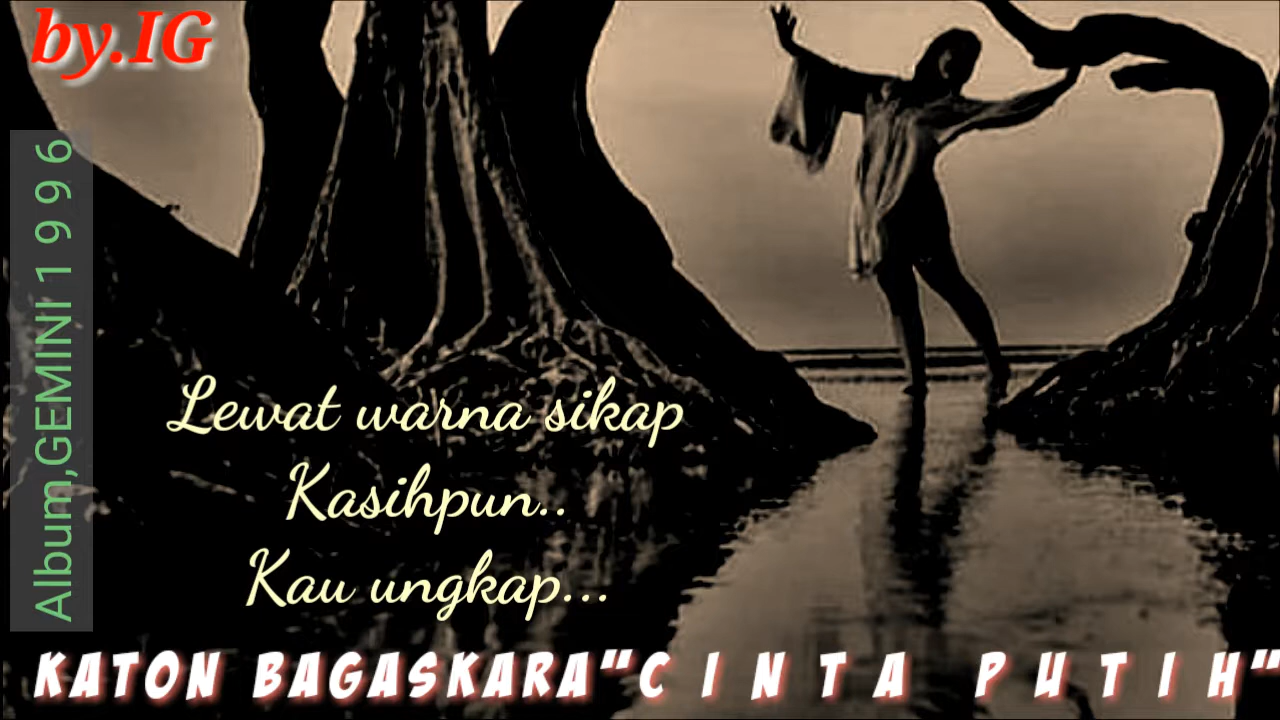 by.IG
Album,GEMINI 1 9 9 6
Lewat warna sikap
Kasihpun..
Kau ungkap...
KATON BAGASKARA"C I N T A P U T I H"